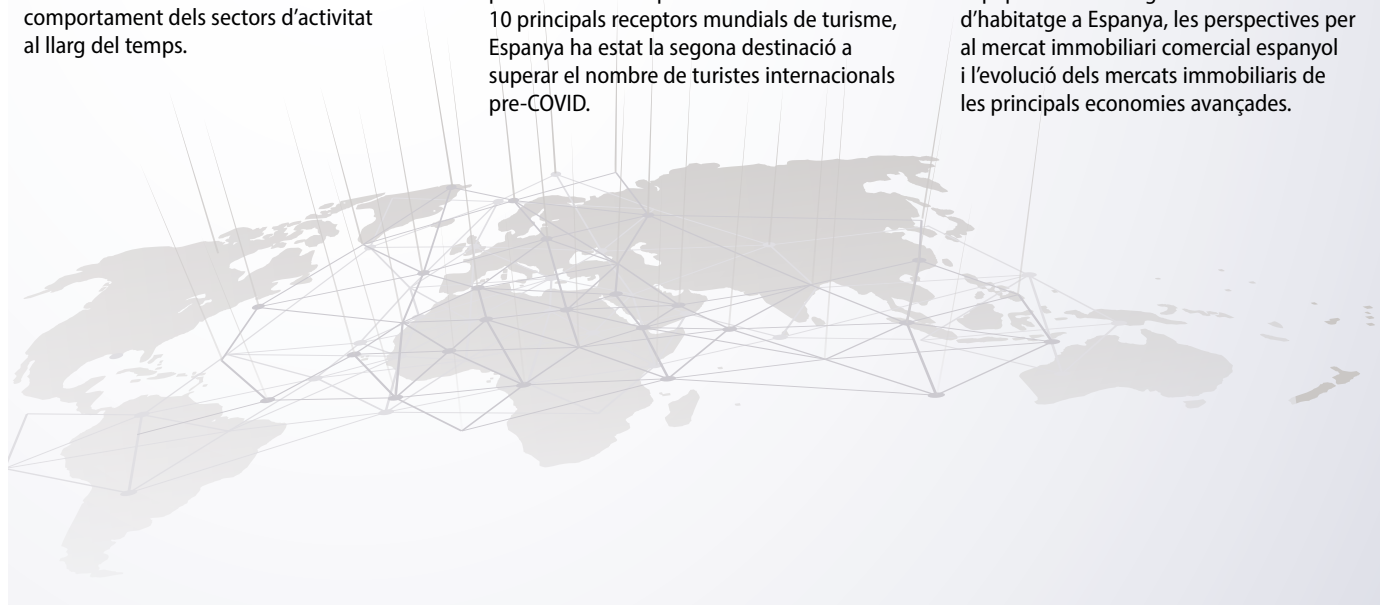 comportament dels sectors d’activitat
al llarg del temps.
10 principals receptors mundials de turisme,
Espanya ha estat la segona destinació a
superar el nombre de turistes internacionals
pre-COVID.
d’habitatge a Espanya, les perspectives per
al mercat immobiliari comercial espanyol
i l’evolució dels mercats immobiliaris de
les principals economies avançades.